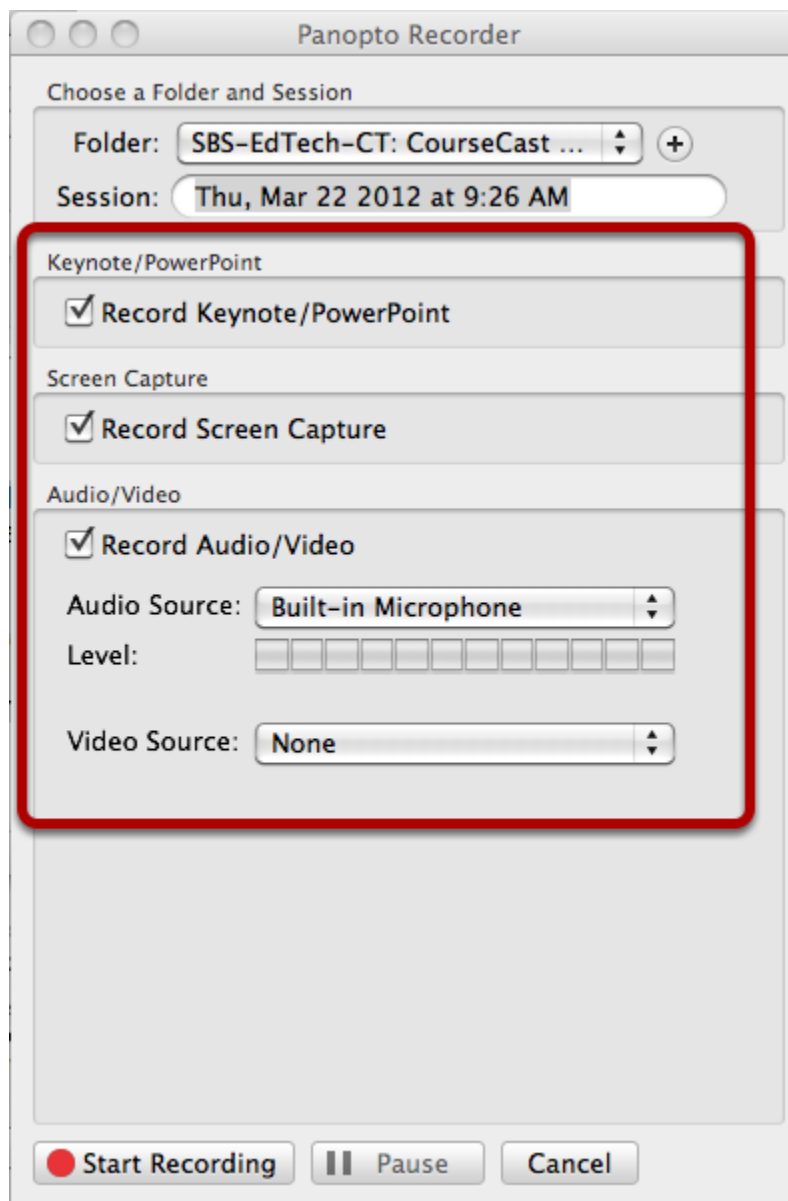 Panopto Recorder
Choose a Folder and Session
Folder: SBS-EdTech-CT: CourseCast ...
Session: Thu, Mar 22 2012 at 9:26 AM
Keynote/PowerPoint
Record Keynote/PowerPoint
Screen Capture
Record Screen Capture
Audio/Video
Record Audio/Video
Audio Source: Built-in Microphone
Level:
Video Source: None
Start Recording Pause Cancel